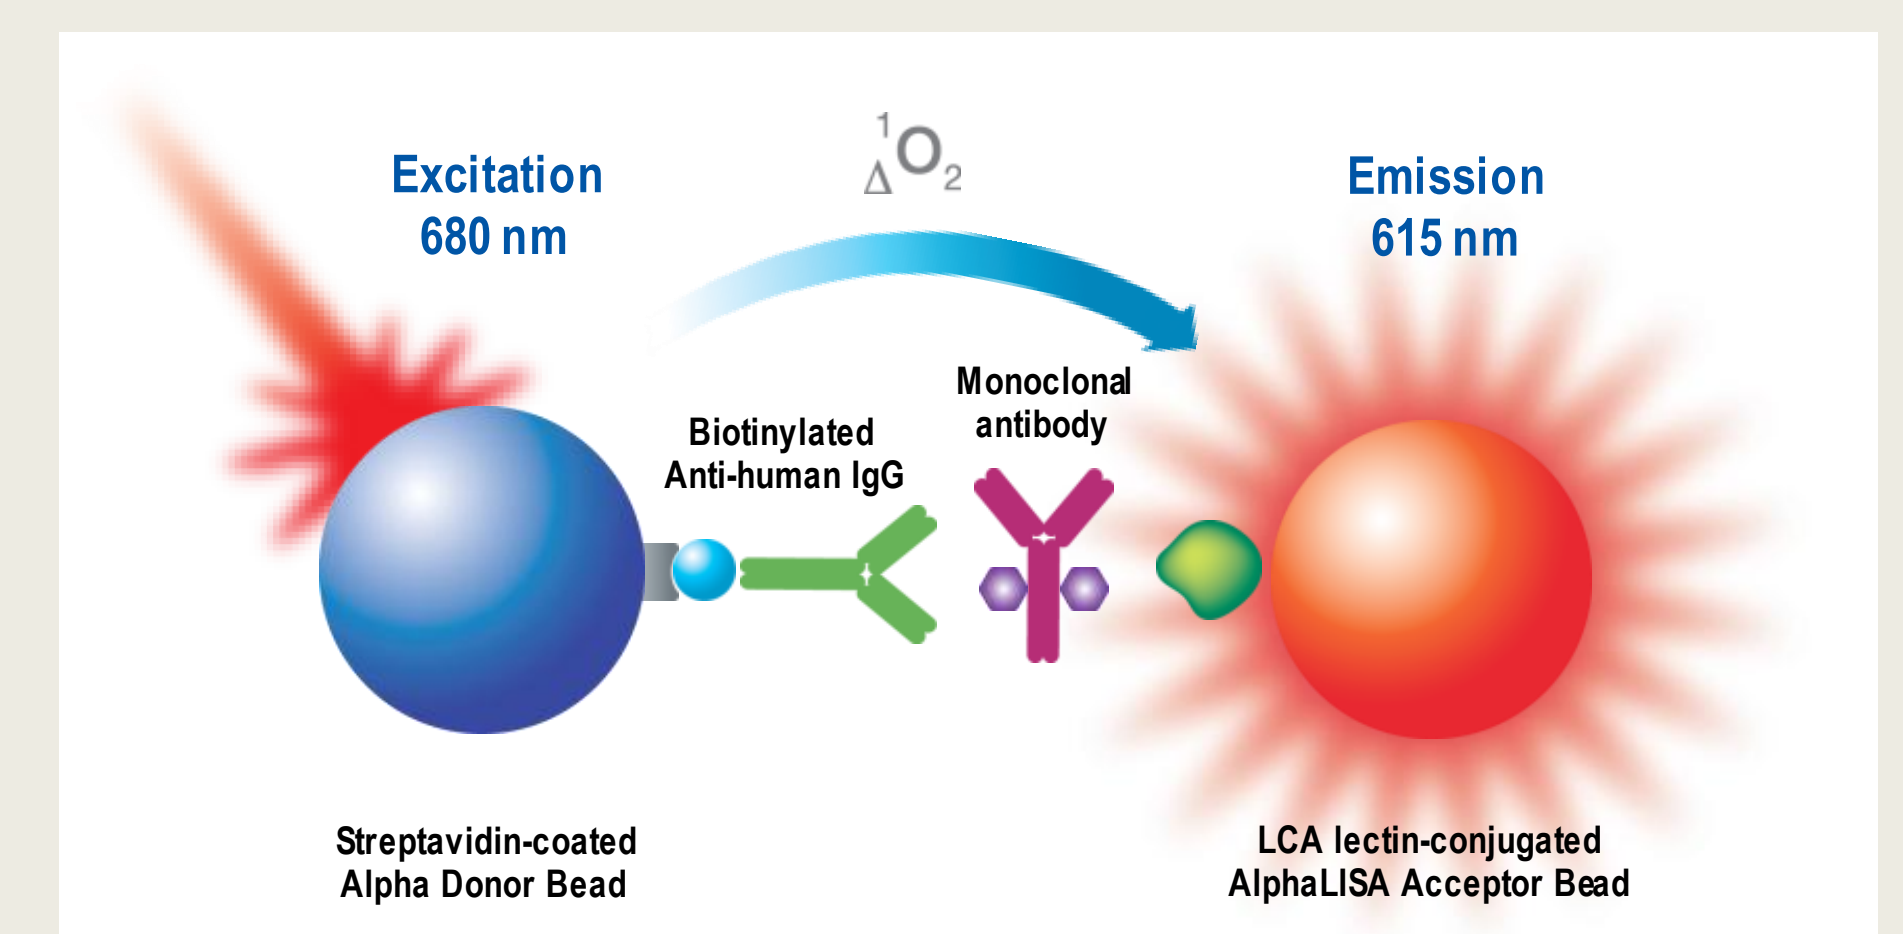 Excitation
680 nm
1
ΔO2
Emission
615 nm
Monoclonal
antibody
Biotinylated
Anti-human IgG
Streptavidin-coated
Alpha Donor Bead
LCA lectin-conjugated
AlphaLISA Acceptor Bead